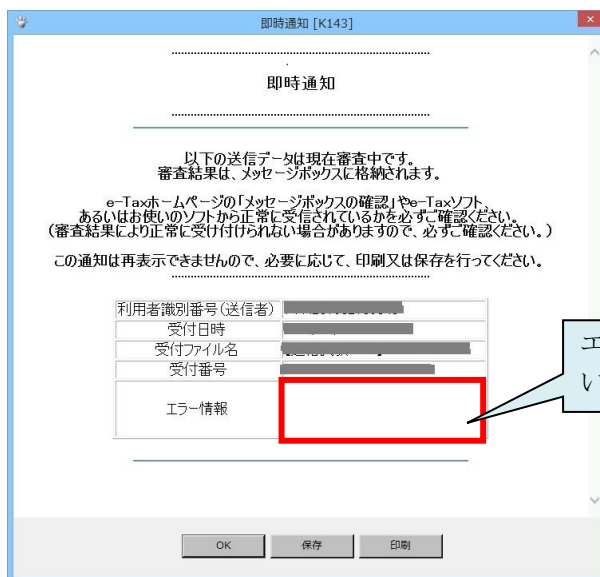 即時通知 [K143]
即時通知
以下の送信データは現在審査中です。
審査結果は、メッセージボックスに格納されます。
e-Taxホームページの「メッセージボックスの確認」やe-Taxソフト、
あるいはお使いのソフトから正常に受信されているかを必ずご確認ください。
(審査結果により正常に受け付けられない場合がありますので、必ずご確認ください。)
この通知は再表示できませんので、必要に応じて、印刷又は保存を行ってください。
利用者識別番号(送信者)
受付日時
受付ファイル名
受付番号
エラー情報
エ
い
OK 保存 印刷